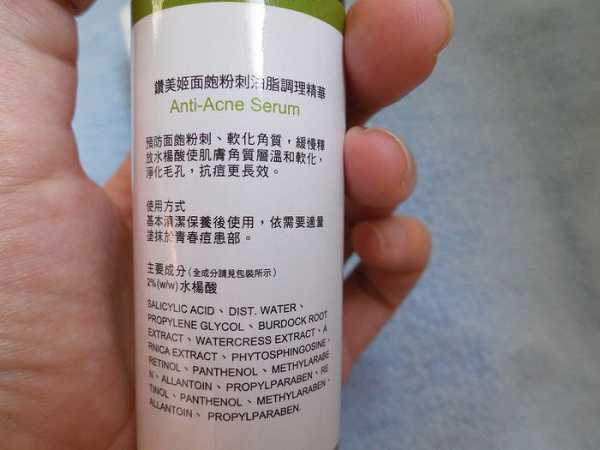 鑽美姬面皰粉刺油脂調理精華
Anti-Acne Serum
預防面皰粉刺、軟化角質,緩慢釋
放水楊酸使肌膚角質層溫和軟化,
淨化毛孔,抗痘更長效。
使用方式
基本清潔保養後使用,依需要適量
塗抹於青春痘患部。
主要成分(全成分請見包裝所示)
2%(w/w)水楊酸
SALICYLIC ACID、DIST. WATER、
PROPYLENE GLYCOL、BURDOCK ROOT
EXTRACT、WATERCRESS EXTRACT、A
RNICA EXTRACT、PHYTOSPHINGOSINE、
RETINOL、PANTHENOL、METHYLARABE
N、ALLANTOIN、PROPYLPARABEN、RE
TINOL、PANTHENOL、METHYLARABEN、
ALLANTOIN、PROPYLPARABEN.